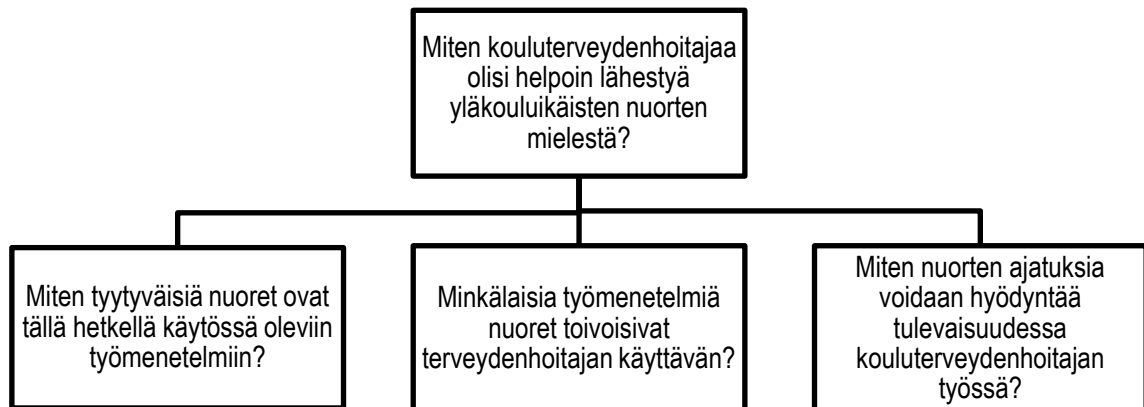 Miten kouluterveydenhoitajaa
olisi helpoin lähestyä
yläkouluikäisten nuorten
mielestä?
Miten tyytyväisiä nuoret ovat
tällä hetkellä käytössä oleviin
työmenetelmiin?
Minkälaisia työmenetelmiä
nuoret toivoisivat
terveydenhoitajan käyttävän?
Miten nuorten ajatuksia
voidaan hyödyntää
tulevaisuudessa
kouluterveydenhoitajan
työssä?